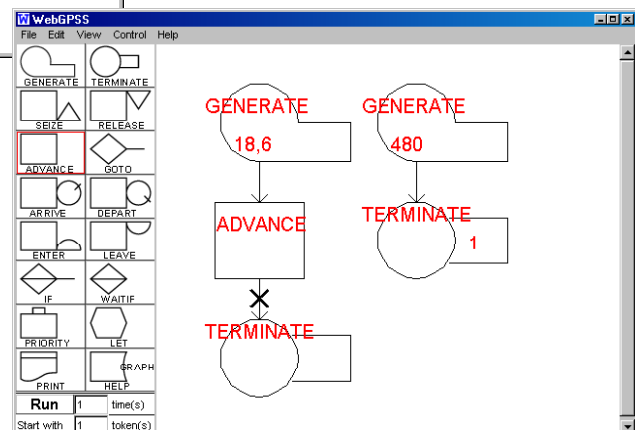 WebGPSS
File Edit View Control Help
GENERATE TERMINATE
SEIZE RELEASE
ADVANCE GOTO
ARRIVE DEPART
ENTER LEAVE
IF WAITIF
PRIORITY LET
PRINT HELP GRAPH
Run 1 time(s)
Start with 1 token(s)
GENERATE GENERATE
18,6 480
ADVANCE TERMINATE
1
TERMINATE